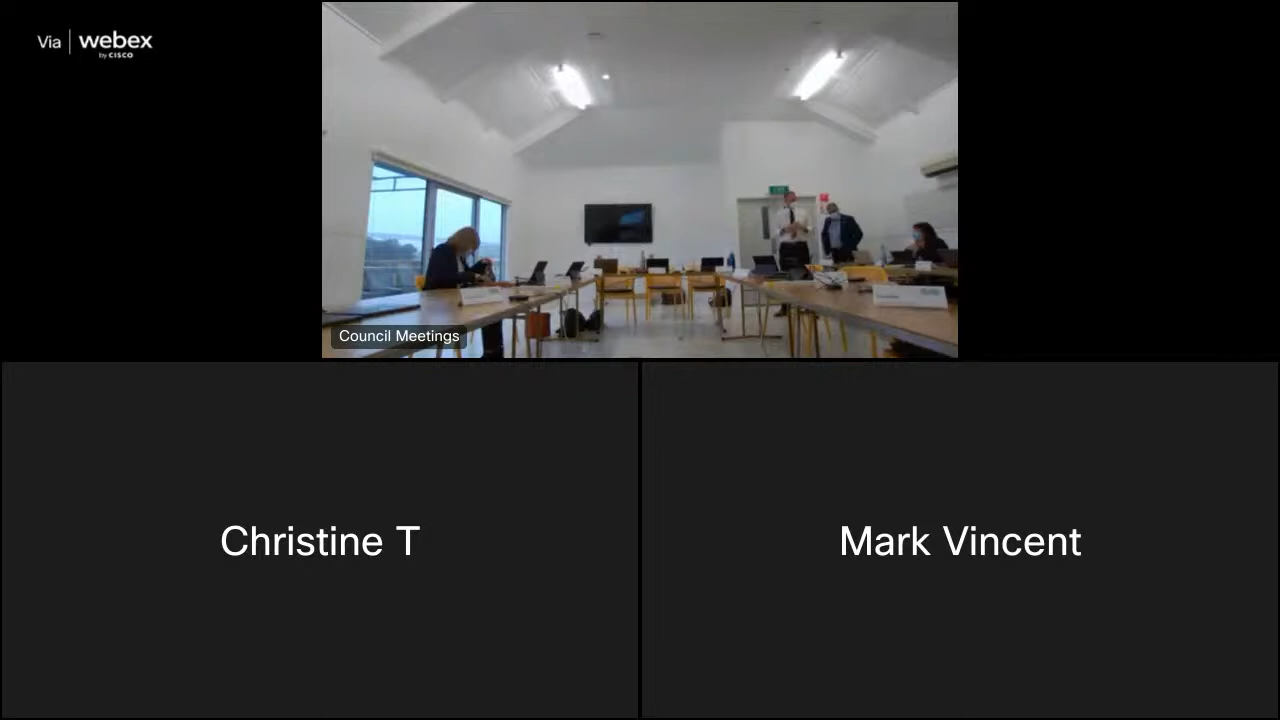 Via webex
by CISCO
Council Meetings
Christine T
Mark Vincent